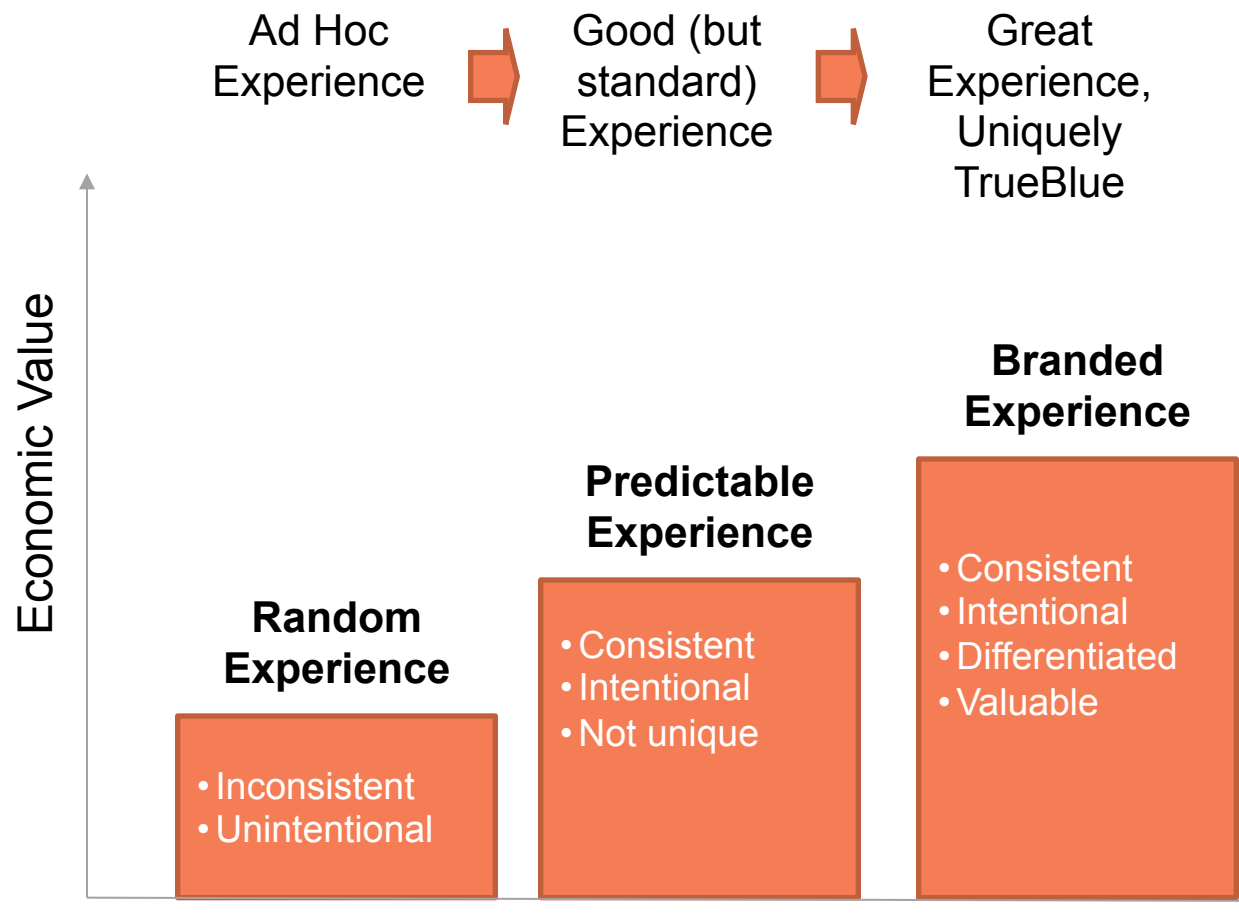 Ad Hoc
Experience
Good (but
standard)
Experience
Great
Experience,
Uniquely
TrueBlue
Economic Value
Random
Experience
• Inconsistent
• Unintentional
Predictable
Experience
• Consistent
• Intentional
• Not unique
Branded
Experience
• Consistent
• Intentional
• Differentiated
• Valuable